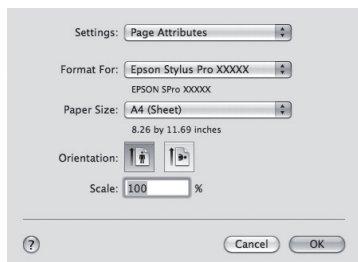 Settings: Page Attributes
Format For: Epson Stylus Pro XXXXX
EPSON SPro XXXXX
Paper Size: A4 (Sheet)
8.26 by 11.69 inches
Orientation:
Scale: 100 %
? Cancel OK